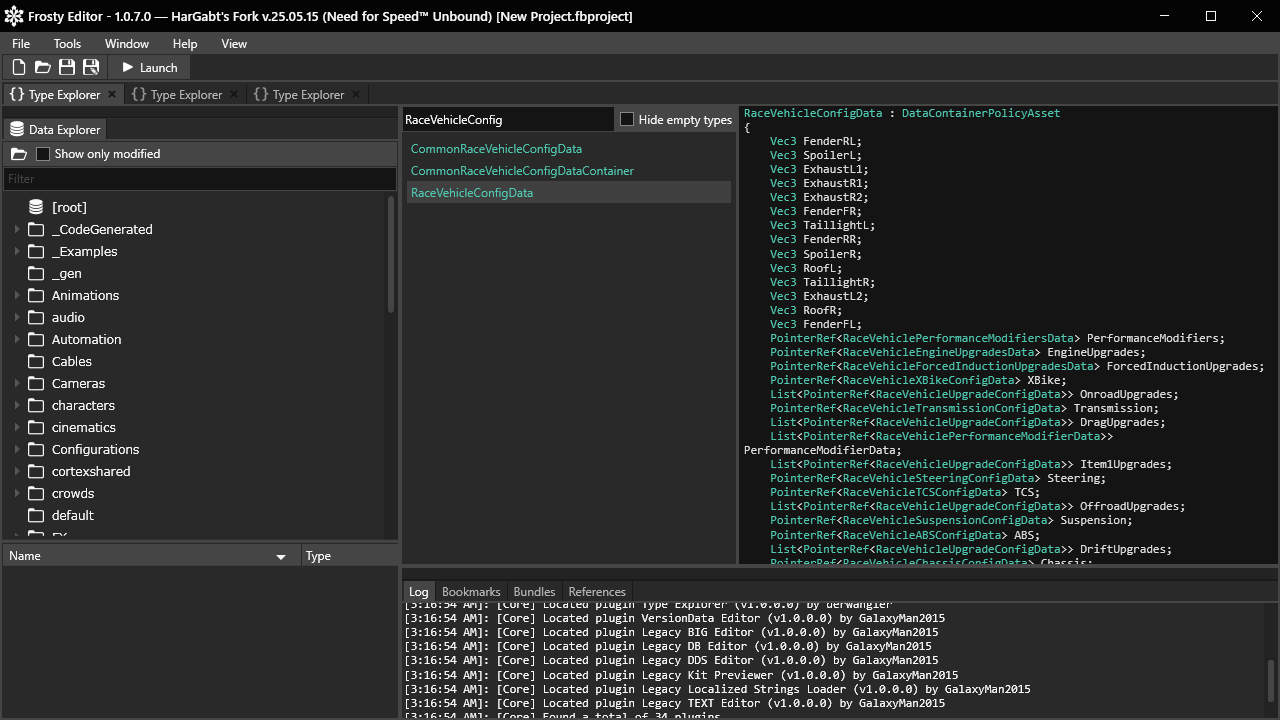 Frosty Editor - 1.0.7.0 — HarGabt's Fork v.25.05.15 (Need for Speed™ Unbound) [New Project.fbproject]
File Tools Window Help View
Launch
{} Type Explorer × {} Type Explorer × {} Type Explorer ×
Data Explorer
Show only modified
Filter
[root]
_CodeGenerated
_Examples
_gen
Animations
audio
Automation
Cables
Cameras
characters
cinematics
Configurations
cortexshared
crowds
default
FX
Name Type
RaceVehicleConfig Hide empty types
CommonRaceVehicleConfigData
CommonRaceVehicleConfigDataContainer
RaceVehicleConfigData
RaceVehicleConfigData : DataContainerPolicyAsset
{
Vec3 FenderRL;
Vec3 SpoilerL;
Vec3 ExhaustL1;
Vec3 ExhaustR1;
Vec3 ExhaustR2;
Vec3 FenderFR;
Vec3 TaillightL;
Vec3 FenderRR;
Vec3 SpoilerR;
Vec3 RoofL;
Vec3 TaillightR;
Vec3 ExhaustL2;
Vec3 RoofR;
Vec3 FenderFL;
PointerRef<RaceVehiclePerformanceModifiersData> PerformanceModifiers;
PointerRef<RaceVehicleEngineUpgradesData> EngineUpgrades;
PointerRef<RaceVehicleForcedInductionUpgradesData> ForcedInductionUpgrades;
PointerRef<RaceVehicleXBikeConfigData> XBike;
List<PointerRef<RaceVehicleUpgradeConfigData>> OnroadUpgrades;
PointerRef<RaceVehicleTransmissionConfigData> Transmission;
List<PointerRef<RaceVehicleUpgradeConfigData>> DragUpgrades;
List<PointerRef<RaceVehiclePerformanceModifierData>>
PerformanceModifierData;
List<PointerRef<RaceVehicleUpgradeConfigData>> Item1Upgrades;
PointerRef<RaceVehicleSteeringConfigData> Steering;
PointerRef<RaceVehicleTCSConfigData> TCS;
List<PointerRef<RaceVehicleUpgradeConfigData>> OffroadUpgrades;
PointerRef<RaceVehicleSuspensionConfigData> Suspension;
PointerRef<RaceVehicleABSConfigData> ABS;
List<PointerRef<RaceVehicleUpgradeConfigData>> DriftUpgrades;
PointerRef<RaceVehicleChassisConfigData> Chassis;
Log Bookmarks Bundles References
[3:16:54 AM]: [Core] Located plugin Type Explorer (v1.0.0.0) by derwangler
[3:16:54 AM]: [Core] Located plugin VersionData Editor (v1.0.0.0) by GalaxyMan2015
[3:16:54 AM]: [Core] Located plugin Legacy BIG Editor (v1.0.0.0) by GalaxyMan2015
[3:16:54 AM]: [Core] Located plugin Legacy DB Editor (v1.0.0.0) by GalaxyMan2015
[3:16:54 AM]: [Core] Located plugin Legacy DDS Editor (v1.0.0.0) by GalaxyMan2015
[3:16:54 AM]: [Core] Located plugin Legacy Kit Previewer (v1.0.0.0) by GalaxyMan2015
[3:16:54 AM]: [Core] Located plugin Legacy Localized Strings Loader (v1.0.0.0) by GalaxyMan2015
[3:16:54 AM]: [Core] Located plugin Legacy TEXT Editor (v1.0.0.0) by GalaxyMan2015
[3:16:54 AM]: [Core] Found a total of 34 plugins